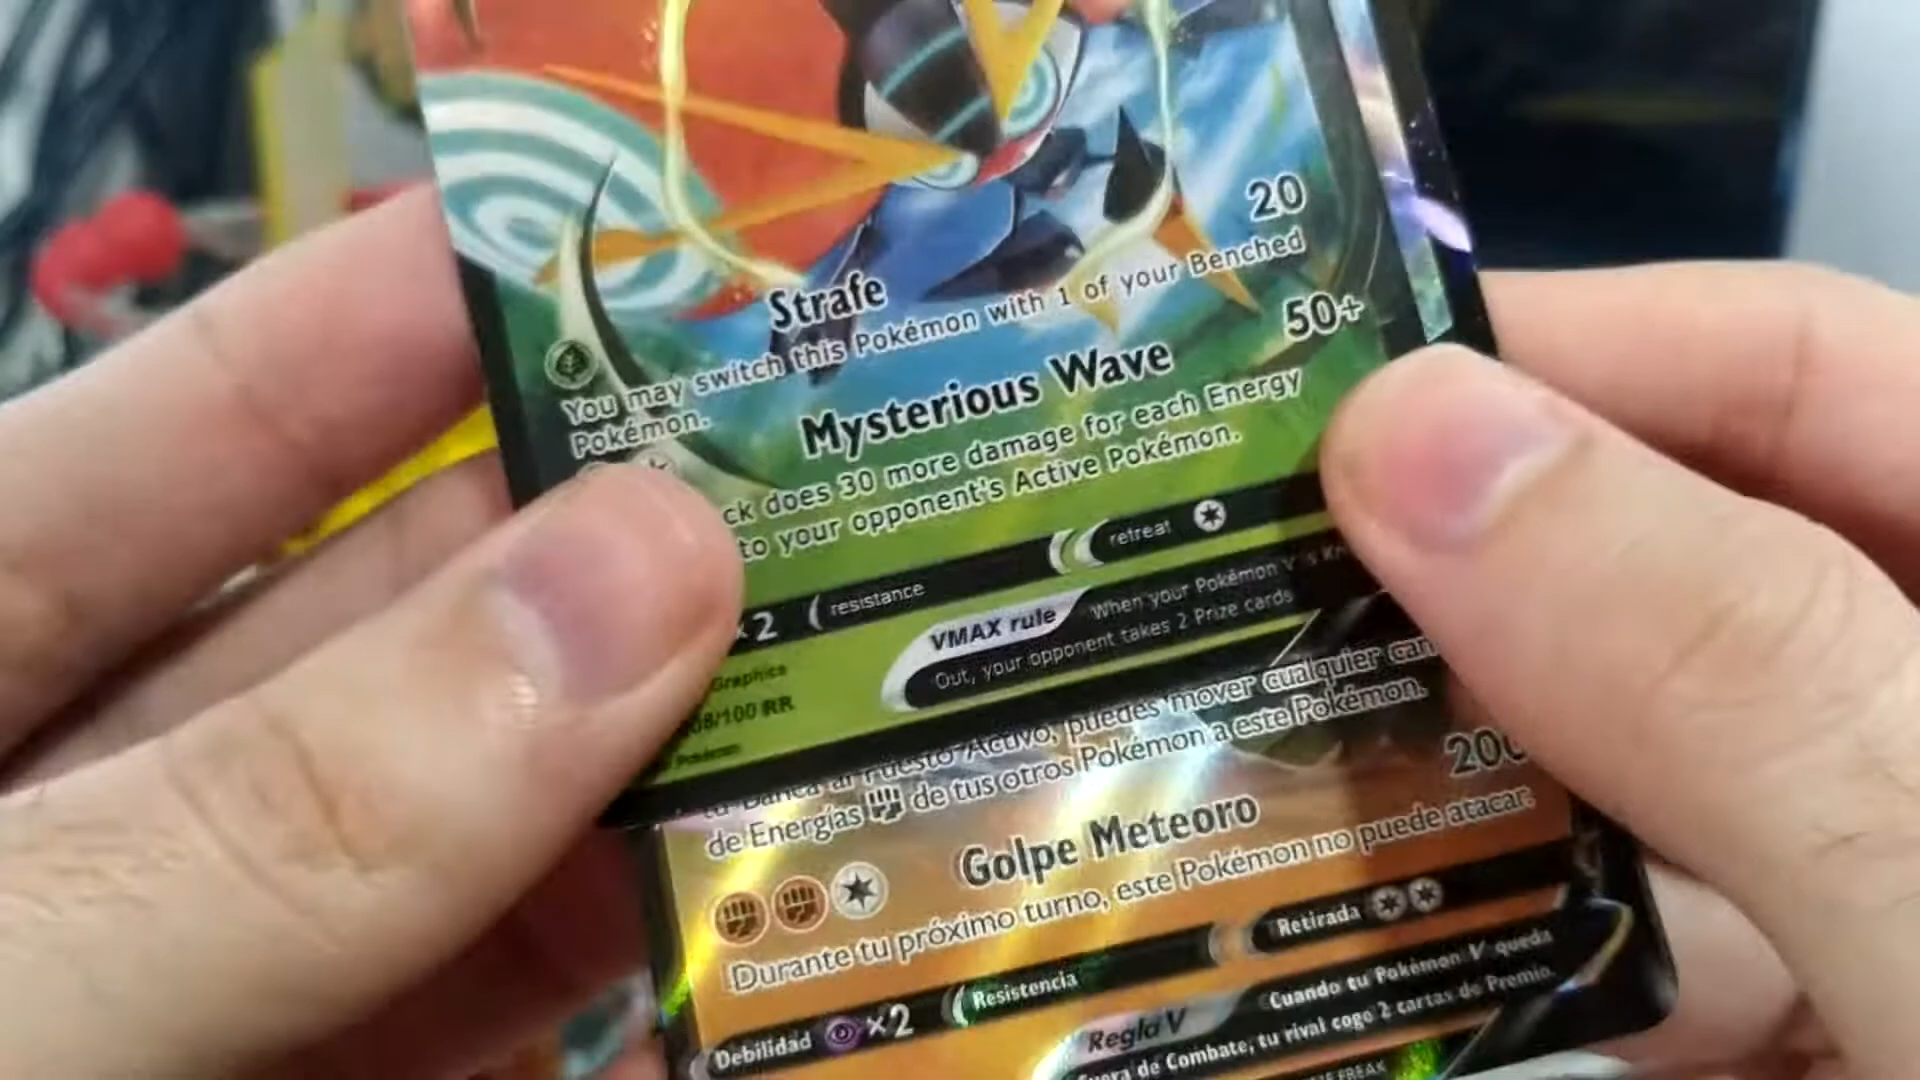 20
Strafe
You may switch this Pokémon with 1 of your Benched
Pokémon.
50+
Mysterious Wave
ck does 30 more damage for each Energy
to your opponent's Active Pokémon.
×2 resistance retreat
VMAX rule When your Pokémon V is Kn
Out, your opponent takes 2 Prize cards
Graphics
08/100 RR
Pokémon
tu Banca al Puesto Activo, puedes mover cualquier can
de Energías de tus otros Pokémon a este Pokémon.
Golpe Meteoro 200
Durante tu próximo turno, este Pokémon no puede atacar.
Debilidad ×2 Resistencia Retirada
Regla V Cuando tu Pokémon V queda
Fuera de Combate, tu rival coge 2 cartas de Premio.
FREAK